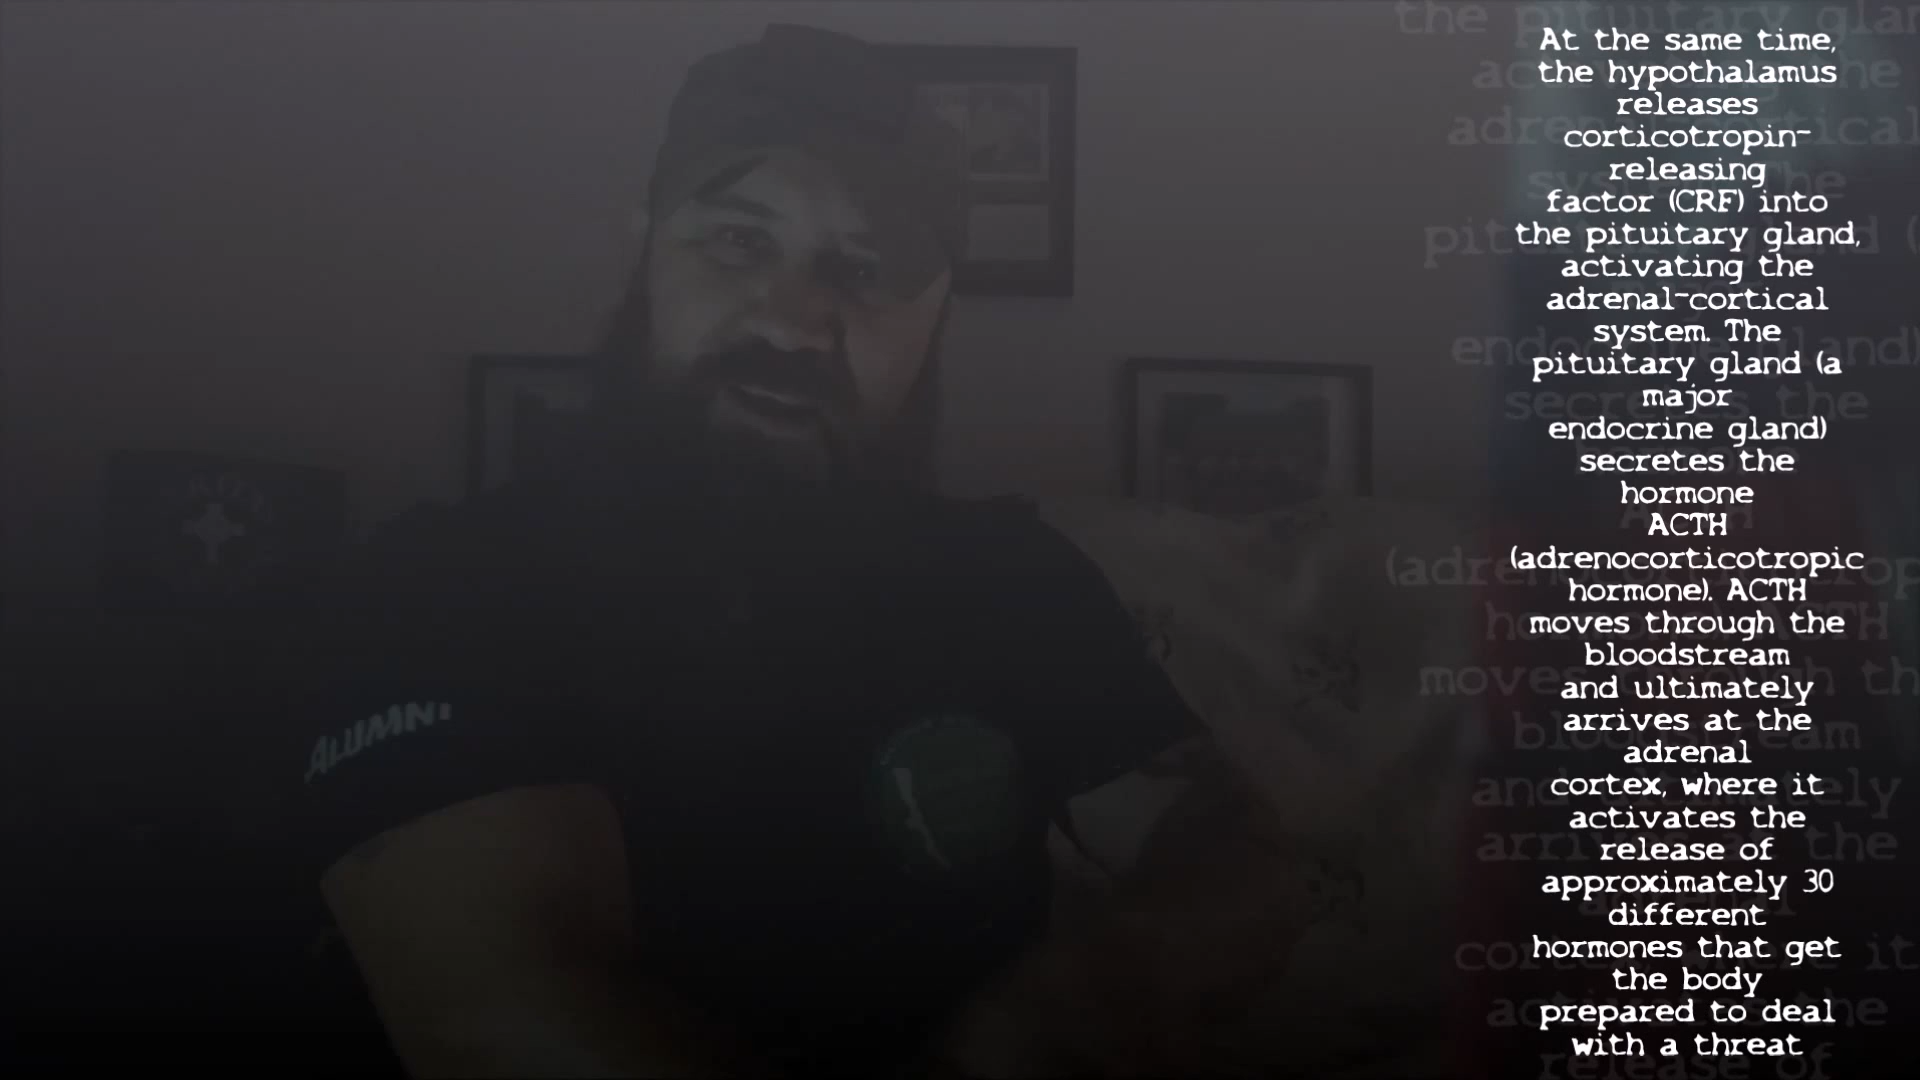 At the same time,
the hypothalamus
releases
corticotropin-
releasing
factor (CRF) into
the pituitary gland,
activating the
adrenal-cortical
system. The
pituitary gland (a
major
endocrine gland)
secretes the
hormone
ACTH
(adrenocorticotropic
hormone). ACTH
moves through the
bloodstream
and ultimately
arrives at the
adrenal
cortex, where it
activates the
release of
approximately 30
different
hormones that get
the body
prepared to deal
with a threat
ALUMNI